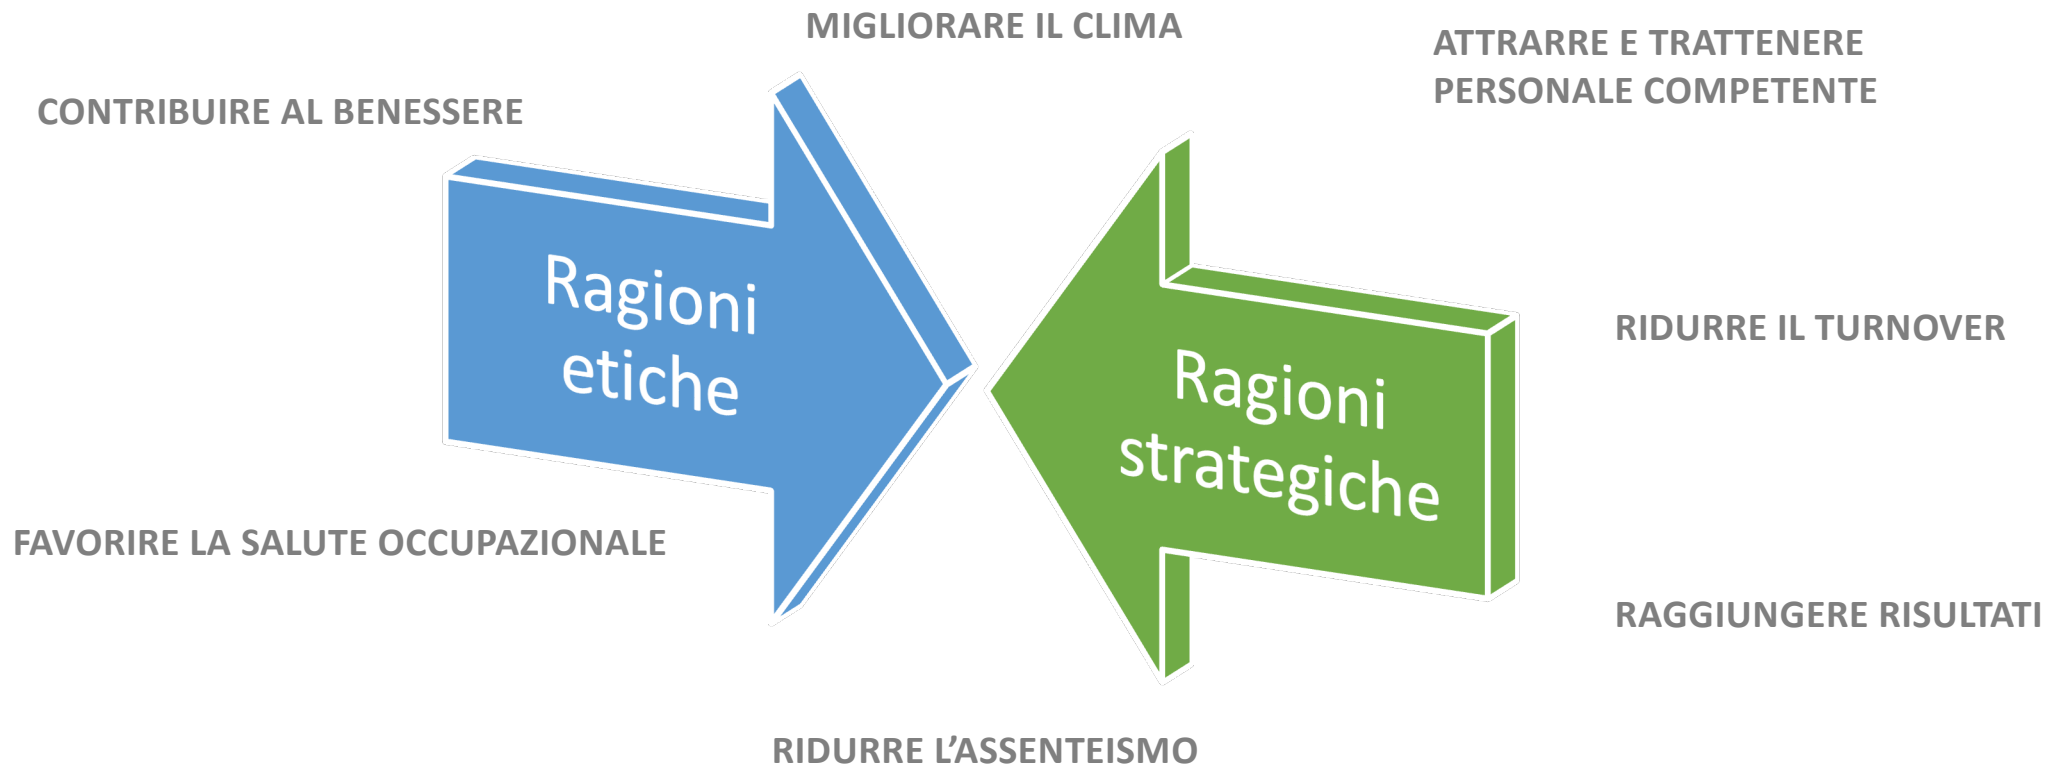 MIGLIORARE IL CLIMA
ATTRARRE E TRATTENERE
PERSONALE COMPETENTE
CONTRIBUIRE AL BENESSERE
Ragioni
etiche
Ragioni
strategiche
RIDURRE IL TURNOVER
FAVORIRE LA SALUTE OCCUPAZIONALE
RAGGIUNGERE RISULTATI
RIDURRE L’ASSENTEISMO